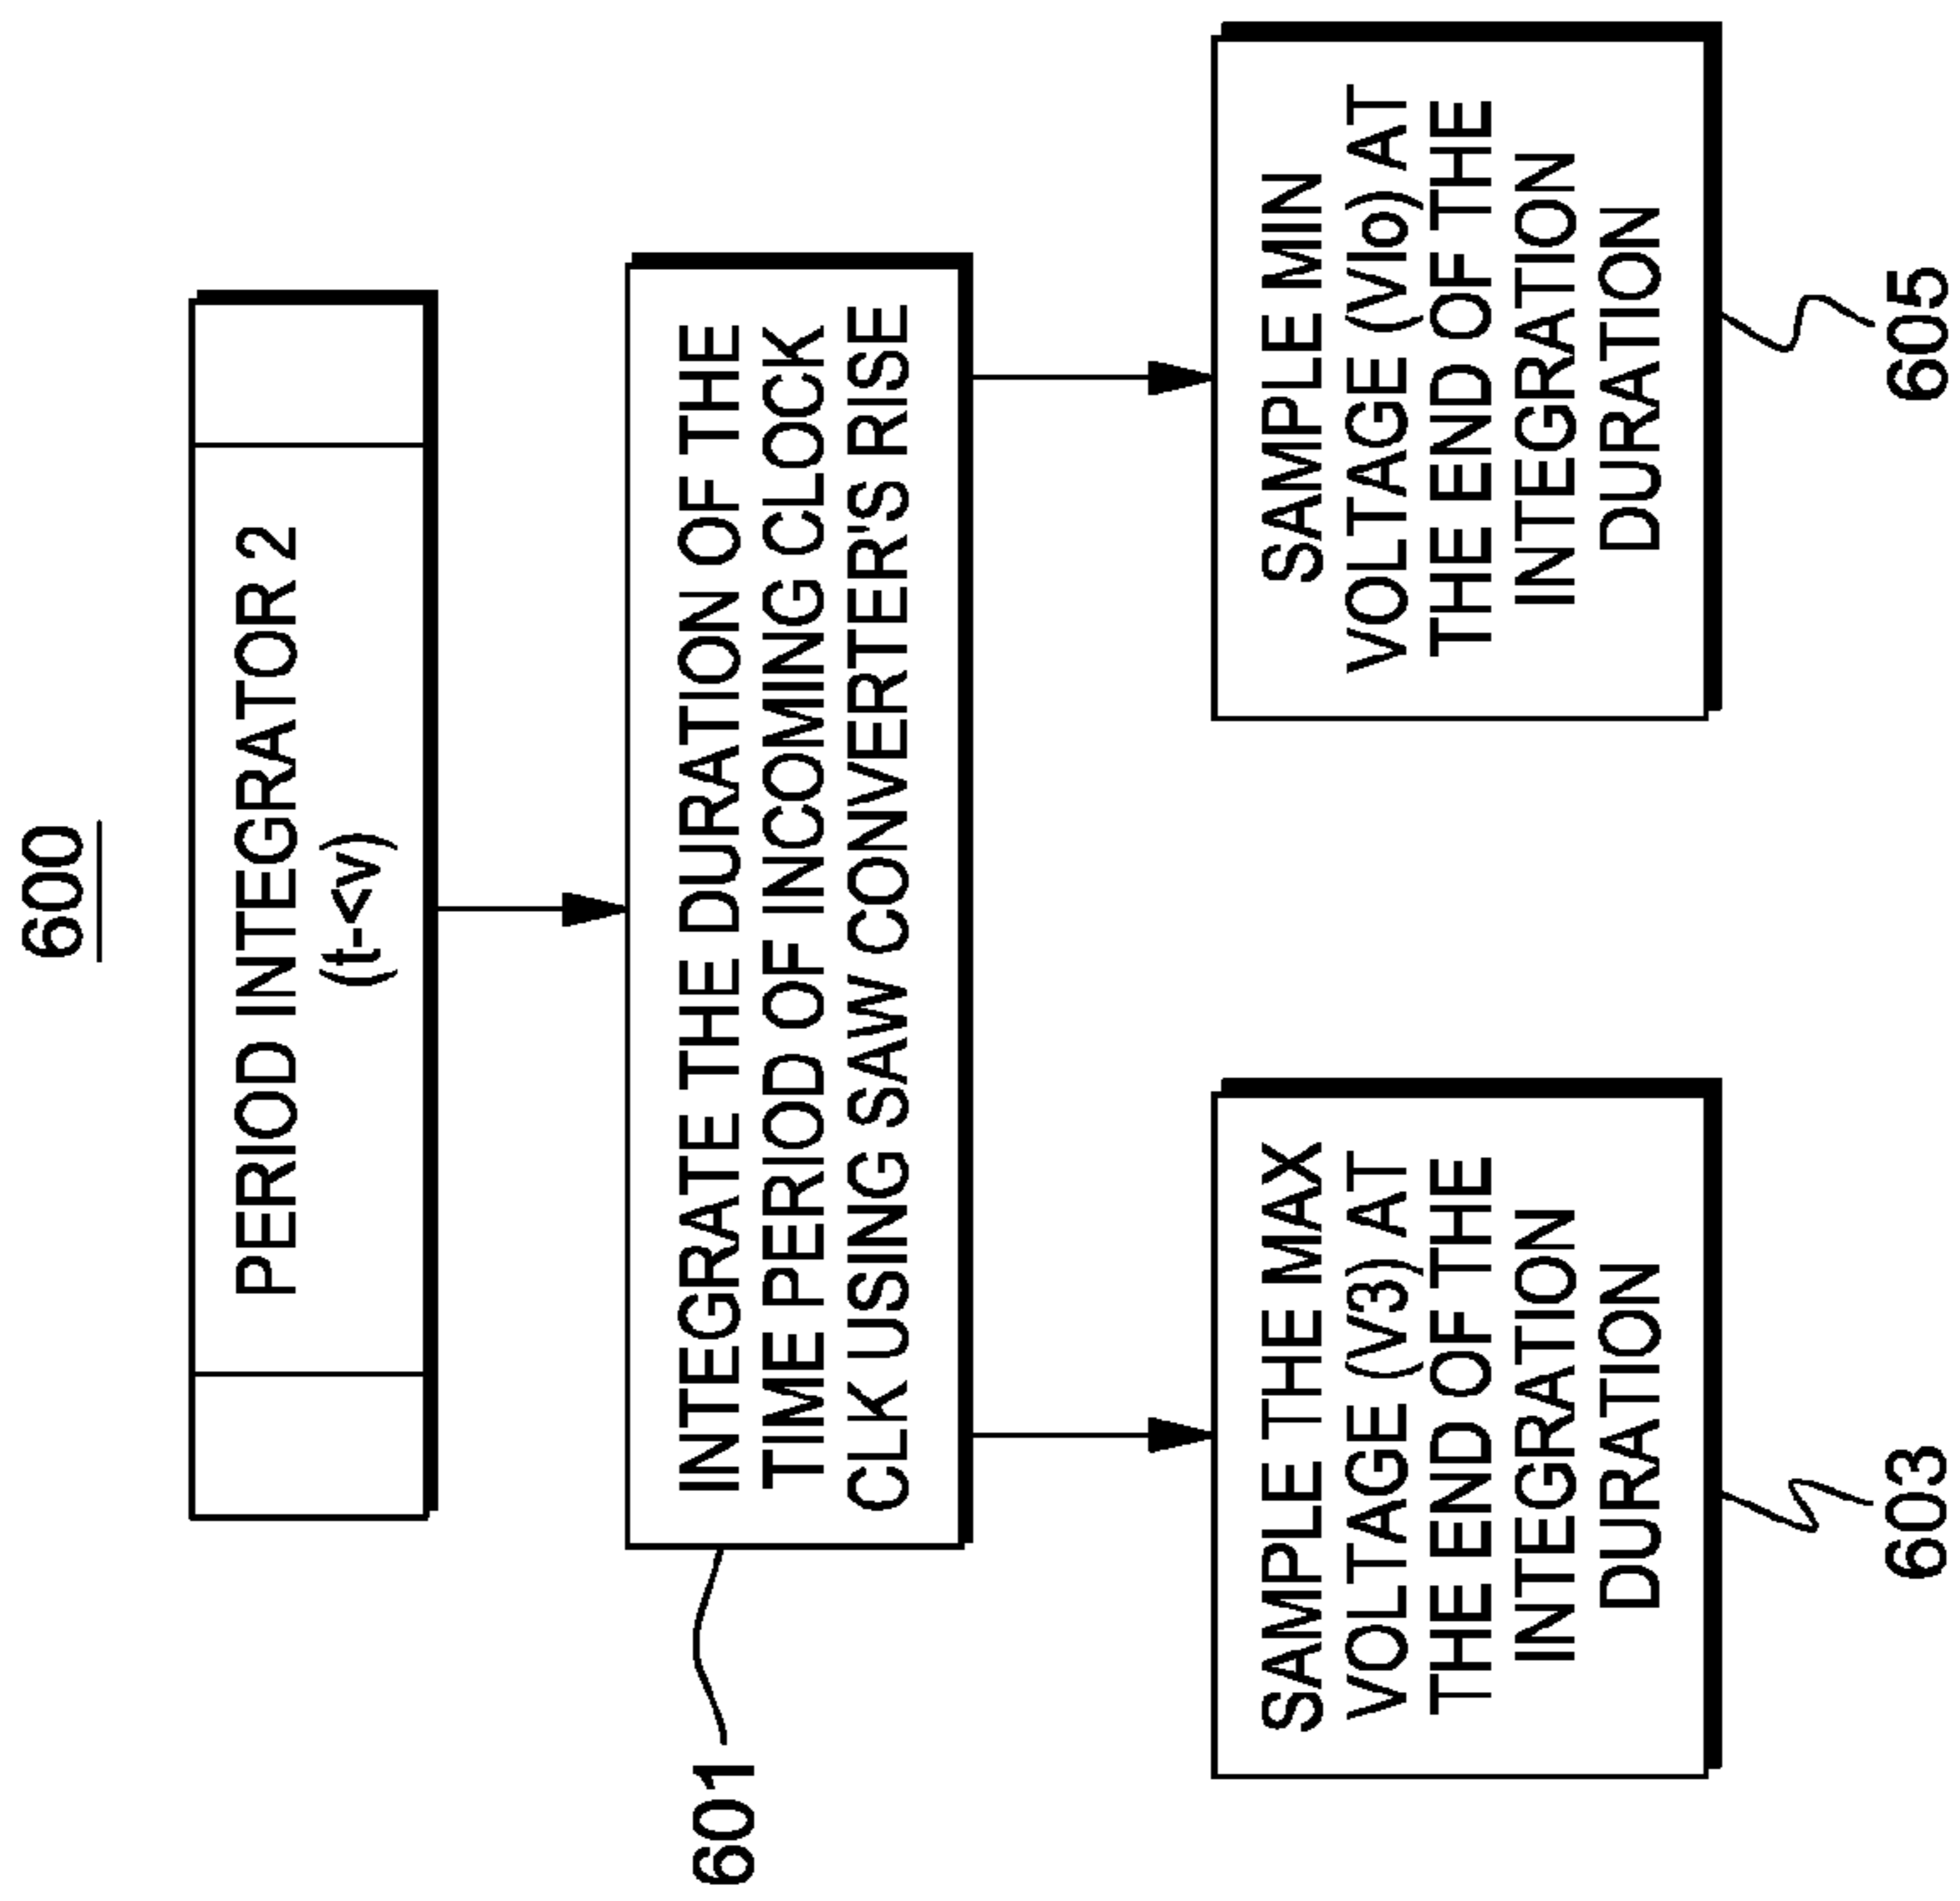 600
PERIOD INTEGRATOR 2
(t-<v)
601
INTEGRATE THE DURATION OF THE
TIME PERIOD OF INCOMING CLOCK
CLIK USING SAW CONVERTER'S RISE
SAMPLE THE MAX
VOLTAGE (V3) AT
THE END OF THE
INTEGRATION
DURATION
603
SAMPLE MIN
VOLTAGE (Vlo) AT
THE END OF THE
INTEGRATION
DURATION
605